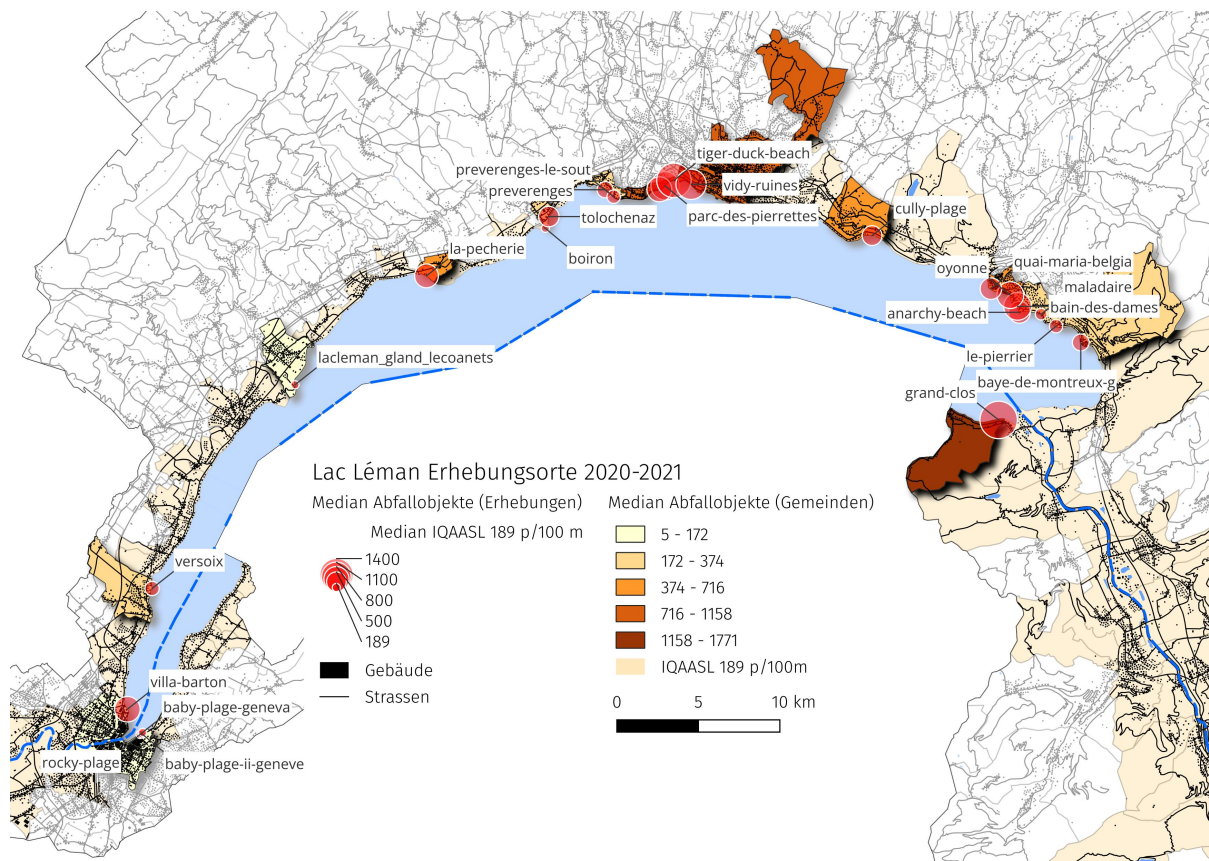 tiger-duck-beach
preverenges-le-sout
preverenges
vidy-ruines
cully-plage
tolochenaz
parc-des-pierrettes
la-pecherie
boiron
oyonne
quai-maria-belgia
maladaire
anarchy-beach
bain-des-dames
le-pierrier
lacleman_gland_lecoanets
baye-de-montreux-g
grand-clos
Lac Léman Erhebungsorte 2020-2021
Median Abfallobjekte (Erhebungen)
Median IQAASL 189 p/100 m
1400
1100
800
500
189
Gebäude
Strassen
Median Abfallobjekte (Gemeinden)
5 - 172
172 - 374
374 - 716
716 - 1158
1158 - 1771
IQAASL 189 p/100m
0 5 10 km
versoix
villa-barton
baby-plage-geneva
rocky-plage
baby-plage-ii-geneve